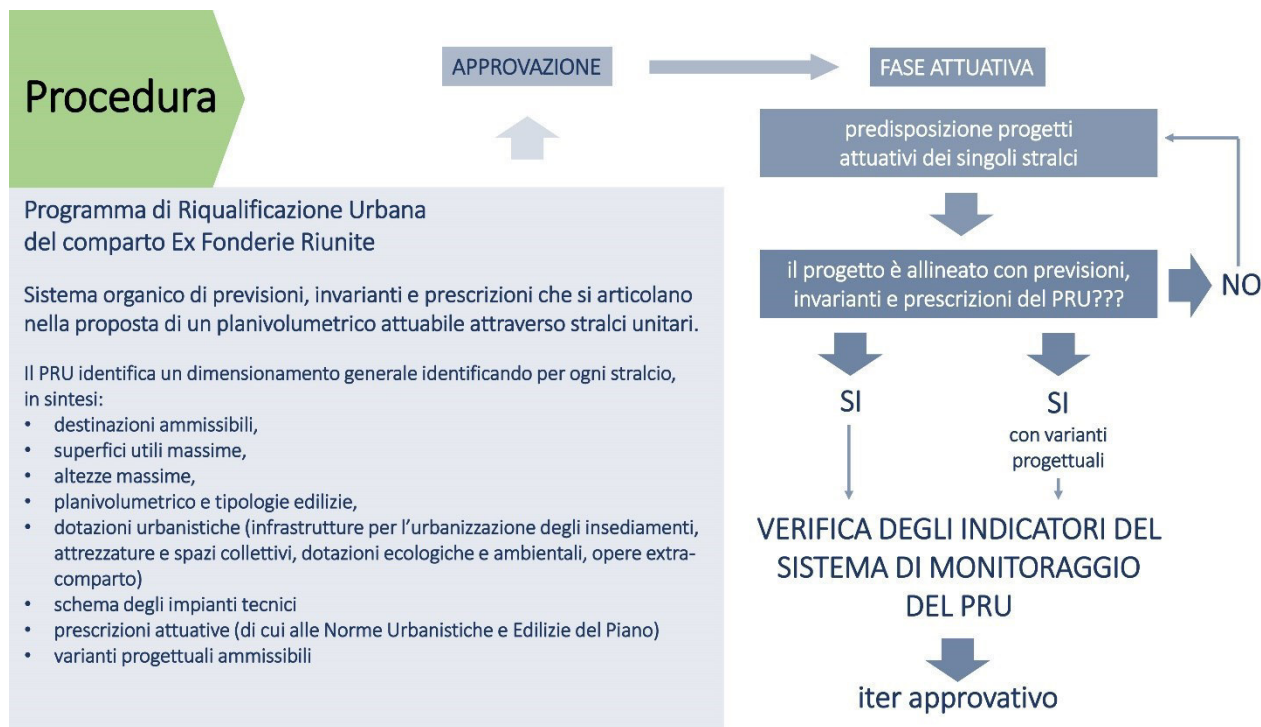 Procedura
Programma di Riqualificazione Urbana
del comparto Ex Fonderie Riunite
Sistema organico di previsioni, invarianti e prescrizioni che si articolano
nella proposta di un planivolumetrico attuabile attraverso stralci unitari.
Il PRU identifica un dimensionamento generale identificando per ogni stralcio,
in sintesi:
• destinazioni ammissibili,
• superfici utili massime,
• altezze massime,
• planivolumetrico e tipologie edilizie,
• dotazioni urbanistiche (infrastrutture per l'urbanizzazione degli insediamenti,
attrezzature e spazi collettivi, dotazioni ecologiche e ambientali, opere extra-
comparto)
• schema degli impianti tecnici
• prescrizioni attuative (di cui alle Norme Urbanistiche e Edilizie del Piano)
• varianti progettuali ammissibili
APPROVAZIONE
FASE ATTUATIVA
predisposizione progetti
attuativi dei singoli stralci
il progetto è allineato con previsioni,
invarianti e prescrizioni del PRU???
NO
SI
SI
con varianti
progettuali
VERIFICA DEGLI INDICATORI DEL
SISTEMA DI MONITORAGGIO
DEL PRU
iter approvativo